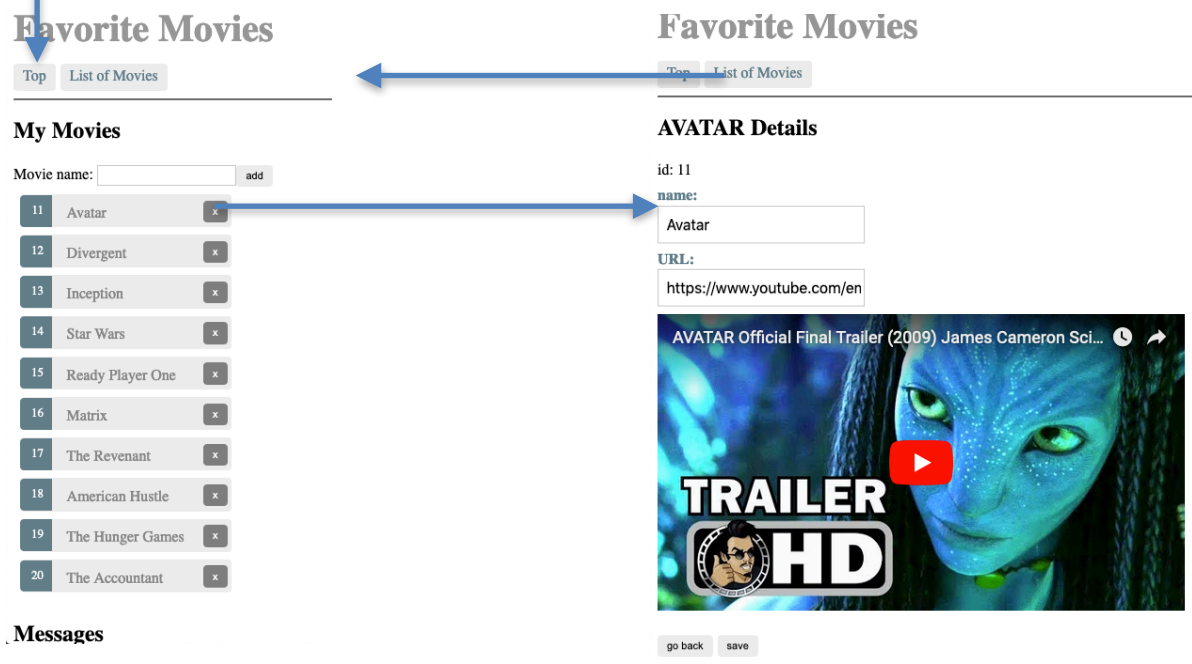 Favorite Movies
Top List of Movies
My Movies
Movie name: add
11 Avatar x
12 Divergent x
13 Inception x
14 Star Wars x
15 Ready Player One x
16 Matrix x
17 The Revenant x
18 American Hustle x
19 The Hunger Games x
20 The Accountant x
Messages
Favorite Movies
Top List of Movies
AVATAR Details
id: 11
name:
Avatar
URL:
https://www.youtube.com/en
AVATAR Official Final Trailer (2009) James Cameron Sci...
TRAILER
HD
go back save